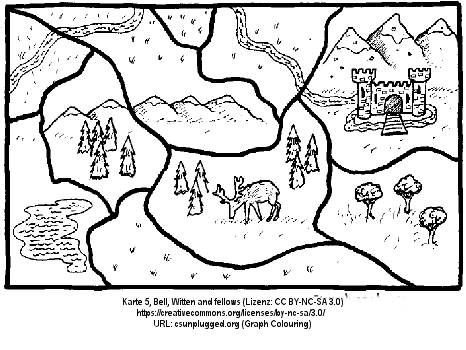 Karte 5, Bell, Witten and fellows (Lizenz: CC BY-NC-SA 3.0)
https://creativecommons.org/licenses/by-nc-sa/3.0/
URL: csunplugged.org (Graph Colouring)